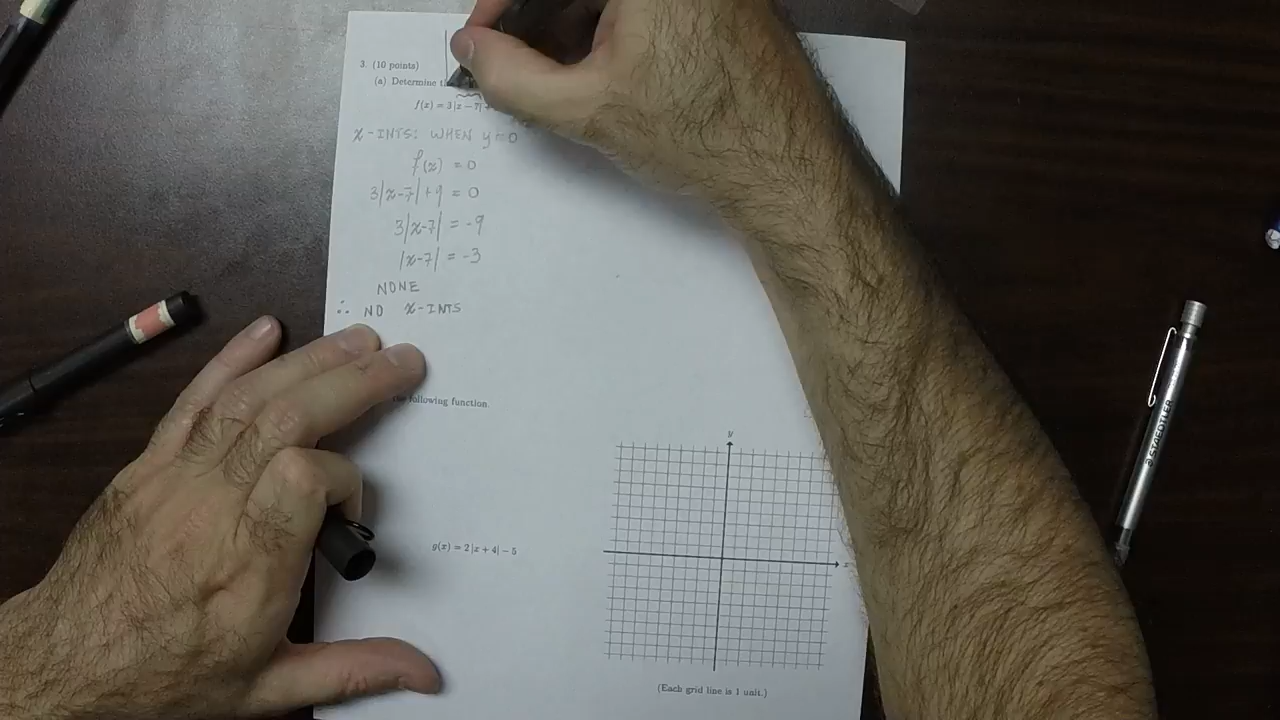 3. (10 points)
(a) Determine
f(x) = 3|x − 7| +
x-INTS: WHEN y = 0
f(x) = 0
3|x-7| + 9 = 0
3|x-7| = -9
|x-7| = -3
NONE
∴ NO x-INTS
following function.
y
g(x) = 2|x + 4| − 5
x
(Each grid line is 1 unit.)
STAEDTLER